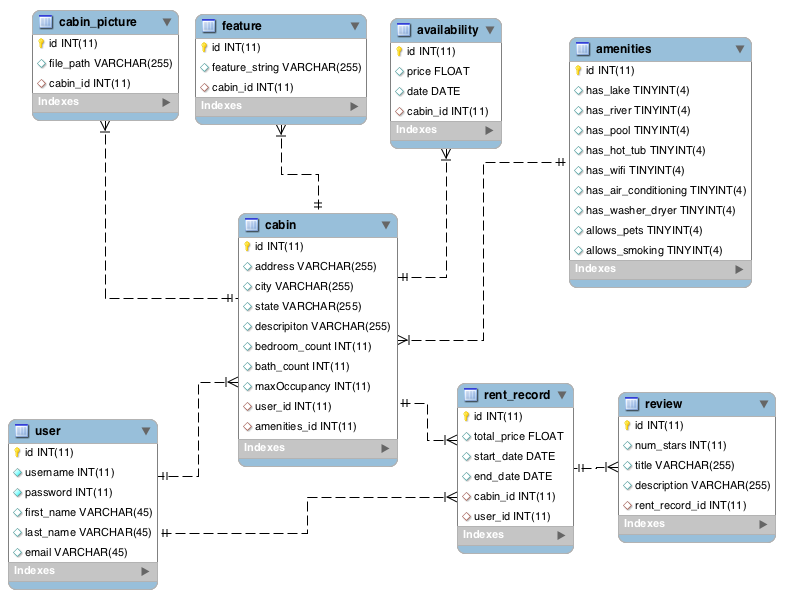 cabin_picture
id INT(11)
file_path VARCHAR(255)
cabin_id INT(11)
Indexes
feature
id INT(11)
feature_string VARCHAR(255)
cabin_id INT(11)
Indexes
availability
id INT(11)
price FLOAT
date DATE
cabin_id INT(11)
Indexes
amenities
id INT(11)
has_lake TINYINT(4)
has_river TINYINT(4)
has_pool TINYINT(4)
has_hot_tub TINYINT(4)
has_wifi TINYINT(4)
has_air_conditioning TINYINT(4)
has_washer_dryer TINYINT(4)
allows_pets TINYINT(4)
allows_smoking TINYINT(4)
Indexes
cabin
id INT(11)
address VARCHAR(255)
city VARCHAR(255)
state VARCHAR(255)
descripiton VARCHAR(255)
bedroom_count INT(11)
bath_count INT(11)
maxOccupancy INT(11)
user_id INT(11)
amenities_id INT(11)
Indexes
user
id INT(11)
username INT(11)
password INT(11)
first_name VARCHAR(45)
last_name VARCHAR(45)
email VARCHAR(45)
Indexes
rent_record
id INT(11)
total_price FLOAT
start_date DATE
end_date DATE
cabin_id INT(11)
user_id INT(11)
Indexes
review
id INT(11)
num_stars INT(11)
title VARCHAR(255)
description VARCHAR(255)
rent_record_id INT(11)
Indexes